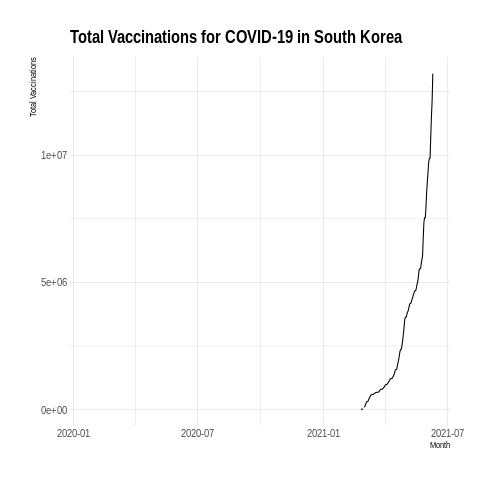 Total Vaccinations for COVID-19 in South Korea
Total Vaccinations
1e+07
5e+06
0e+00
2020-01 2020-07 2021-01 2021-07
Month